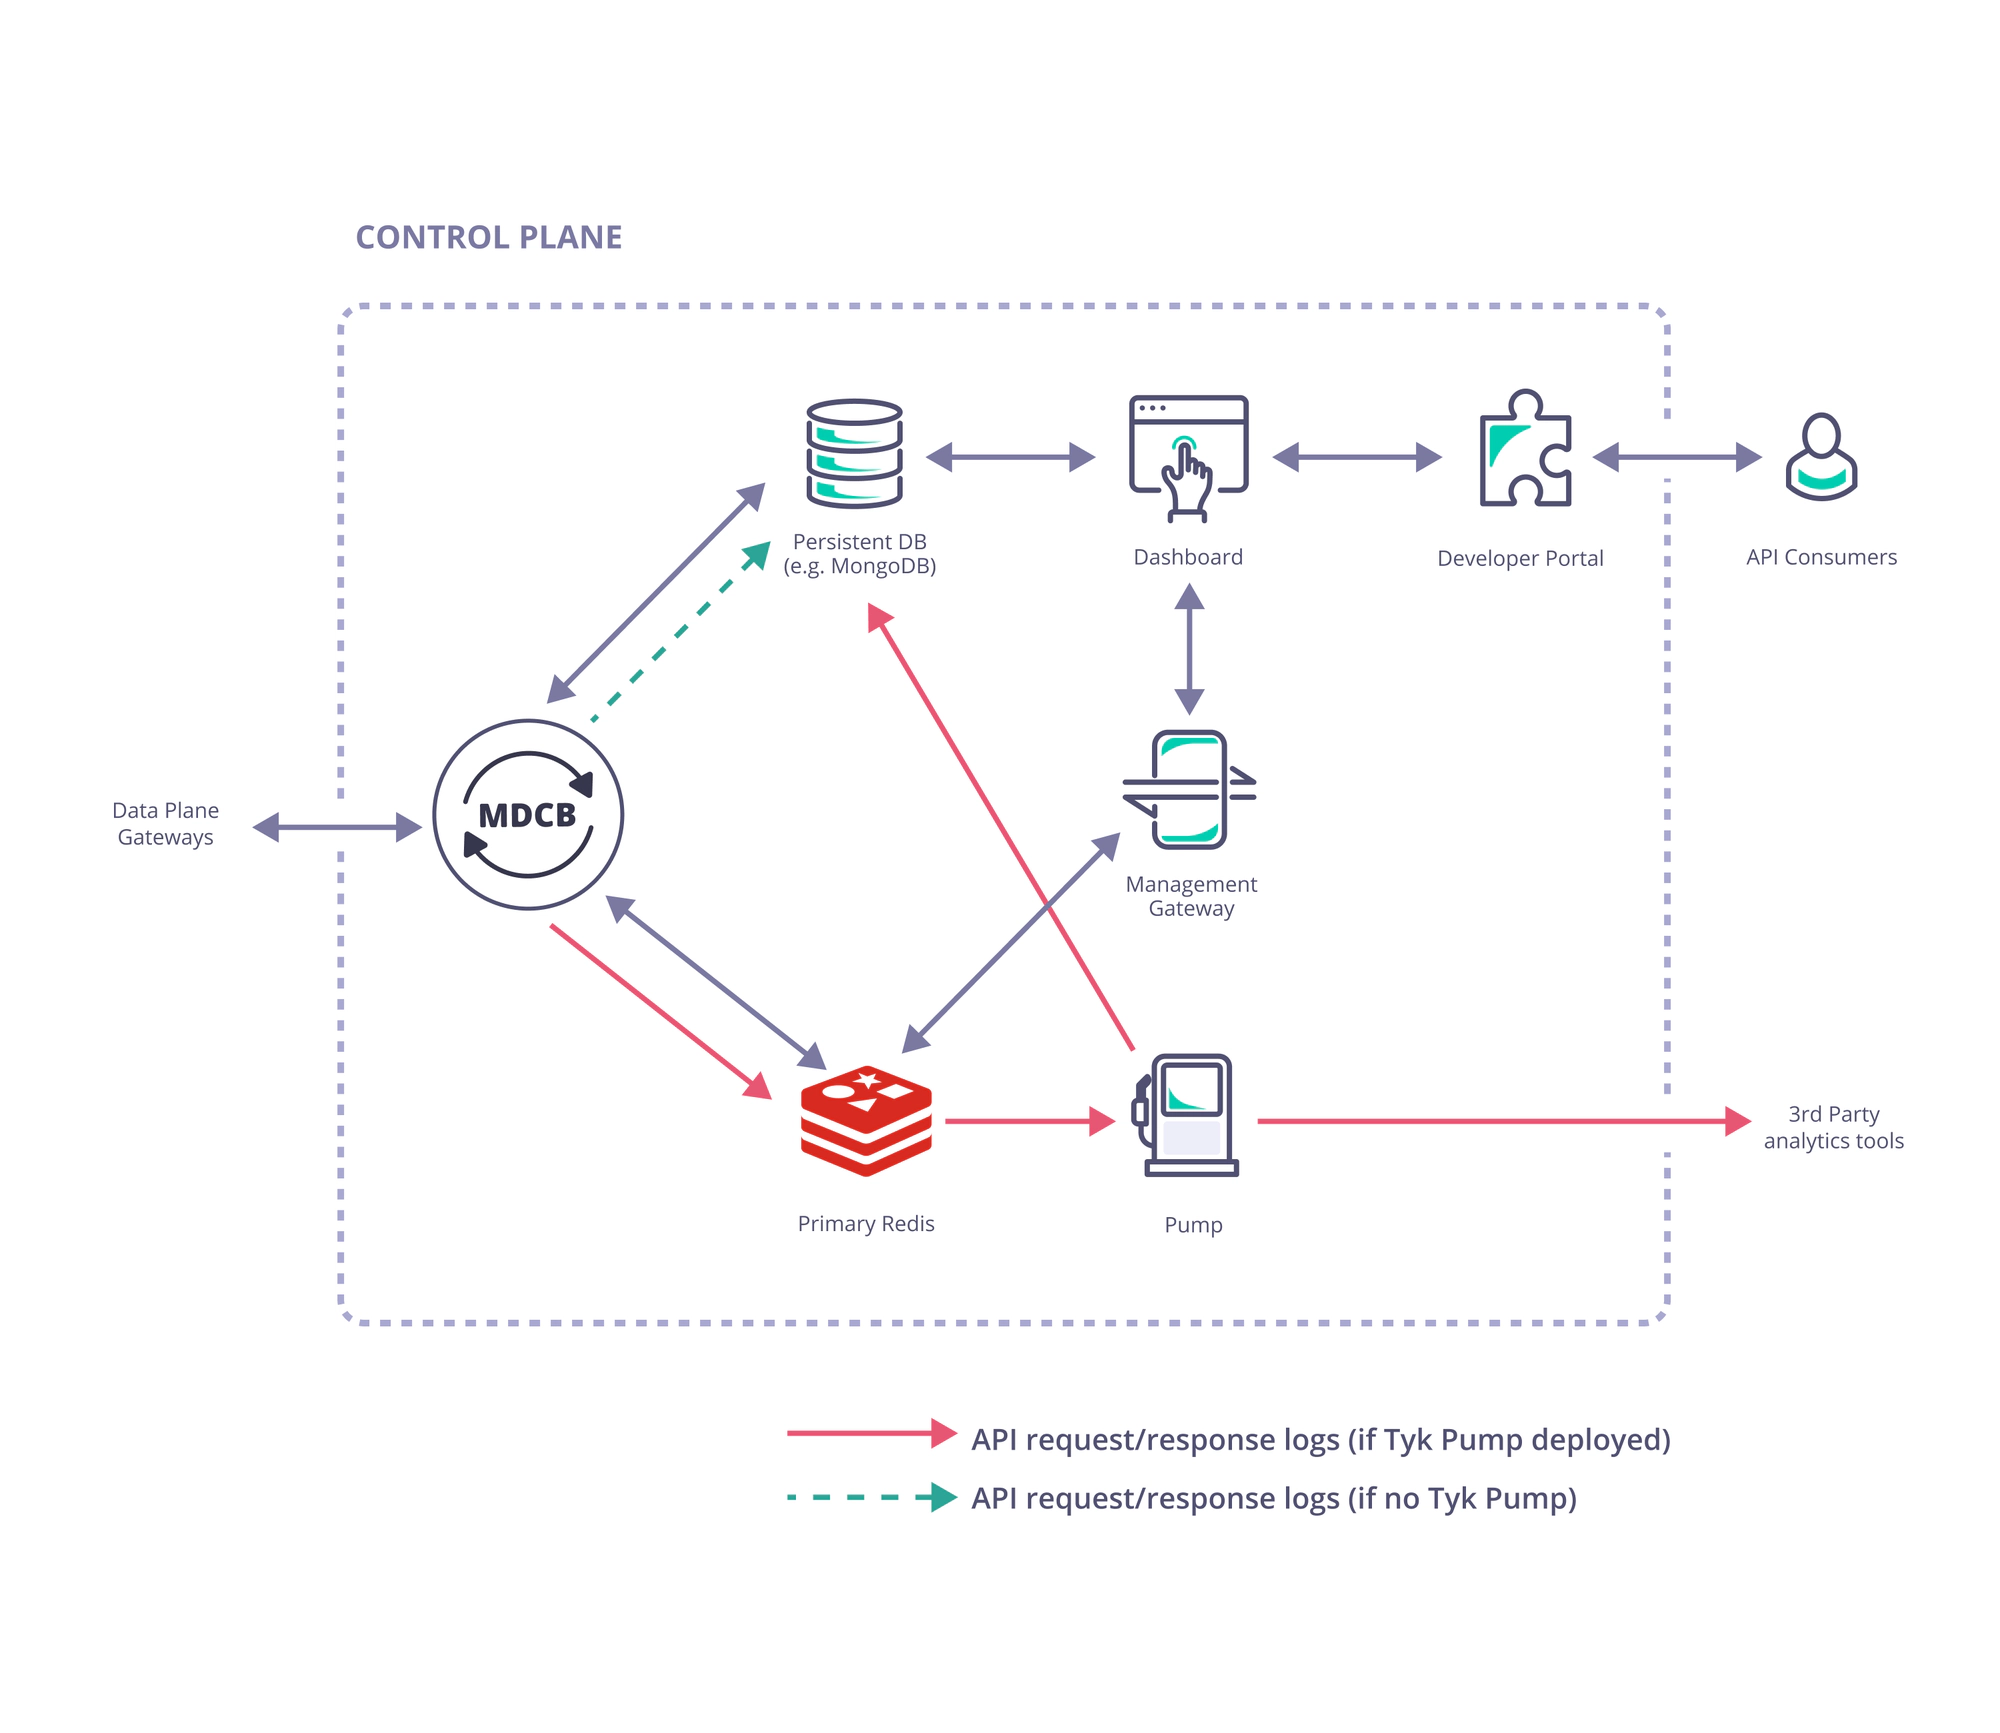 CONTROL PLANE
Persistent DB
(e.g. MongoDB)
Dashboard
Developer Portal
API Consumers
Data Plane
Gateways
MDCB
Management
Gateway
Primary Redis
Pump
3rd Party
analytics tools
API request/response logs (if Tyk Pump deployed)
API request/response logs (if no Tyk Pump)